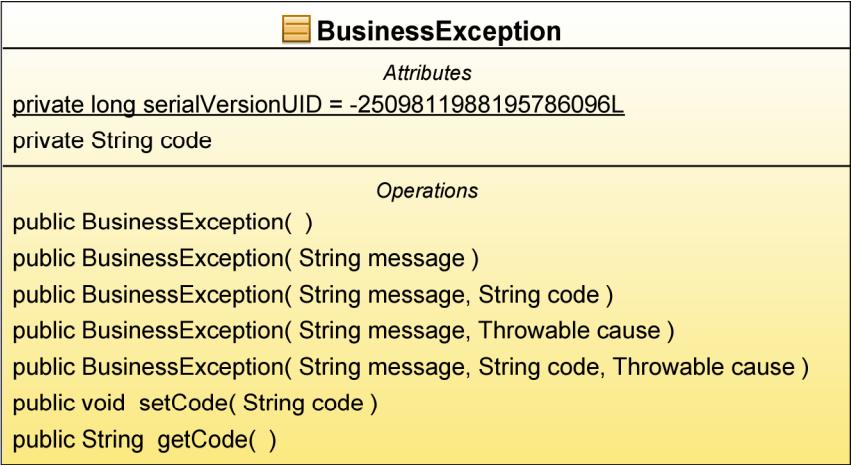 BusinessException
Attributes
private long serialVersionUID = -2509811988195786096L
private String code
Operations
public BusinessException(  )
public BusinessException( String message )
public BusinessException( String message, String code )
public BusinessException( String message, Throwable cause )
public BusinessException( String message, String code, Throwable cause )
public void  setCode( String code )
public String  getCode(  )